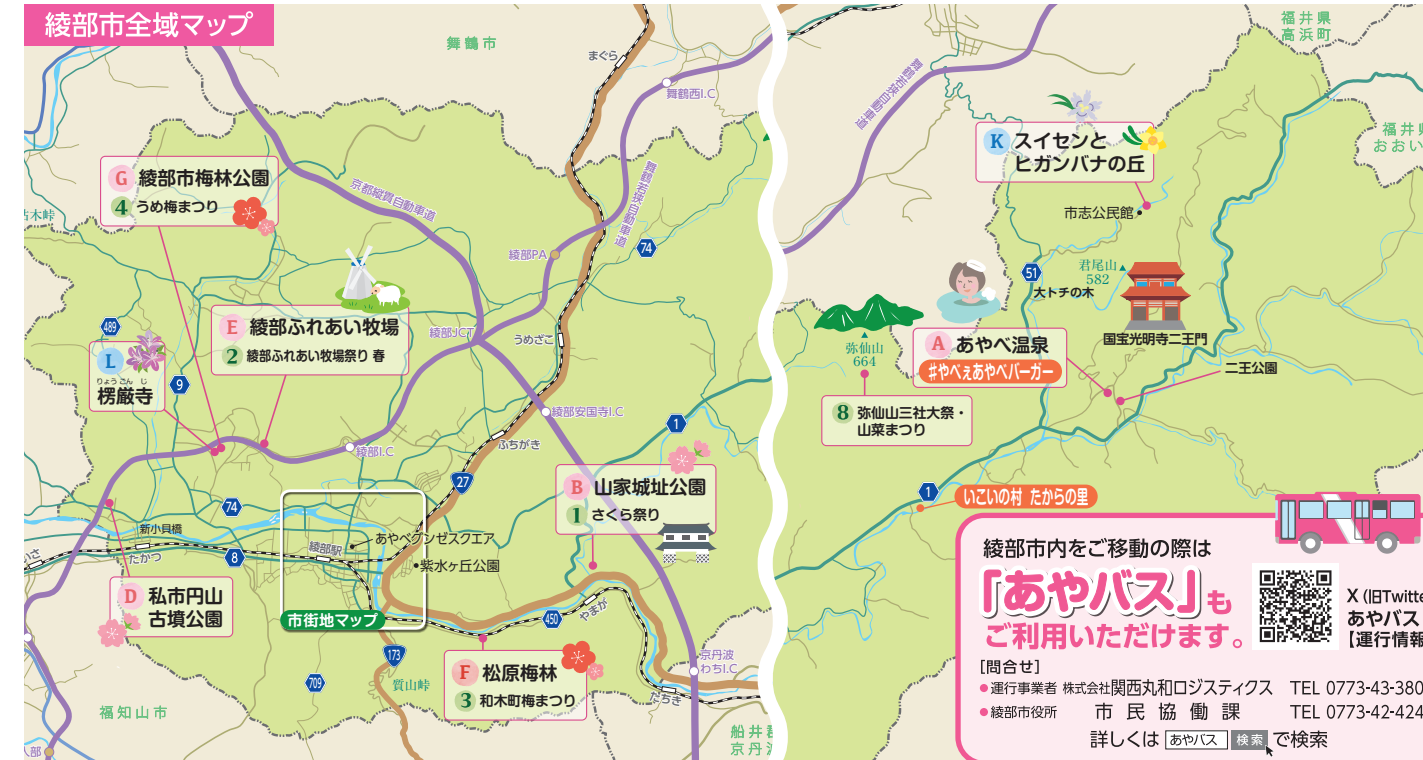 綾部市全域マップ
舞鶴市
まぐら
舞鶴西I.C
舞鶴若狭自動車道
福井県
高浜町
K スイセンと
ヒガンバナの丘
G 綾部市梅林公園
4 うめ梅まつり
京都縦貫自動車道
舞鶴若狭自動車道
74
綾部PA
市志公民館
51
君尾山
582
大トチの木
国宝光明寺二王門
E 綾部ふれあい牧場
2 綾部ふれあい牧場祭り 春
綾部JCT
うめざこ
489
L
りょうごんじ
楞厳寺
9
弥仙山
664
A あやべ温泉
#やべぇあやべバーガー
二王公園
8 弥仙山三社大祭・
山菜まつり
綾部安国寺I.C
1
綾部I.C
ふちがき
27
B 山家城址公園
1 さくら祭り
1
いこいの村 たからの里
74
新小貝橋
たかつ
8
綾部駅
あやべグンゼスクエア
紫水ヶ丘公園
D 私市円山
古墳公園
市街地マップ
450
やまが
173
質山峠
709
F 松原梅林
3 和木町梅まつり
京丹波
わちI.C
たちき
福知山市
綾部市内をご移動の際は
「あやバス」も
ご利用いただけます。
X(旧Twitte
あやバス
【運行情報
[問合せ]
●運行事業者 株式会社関西丸和ロジスティクス TEL 0773-43-380
●綾部市役所 市民協働課 TEL 0773-42-424
詳しくは あやバス 検索 で検索